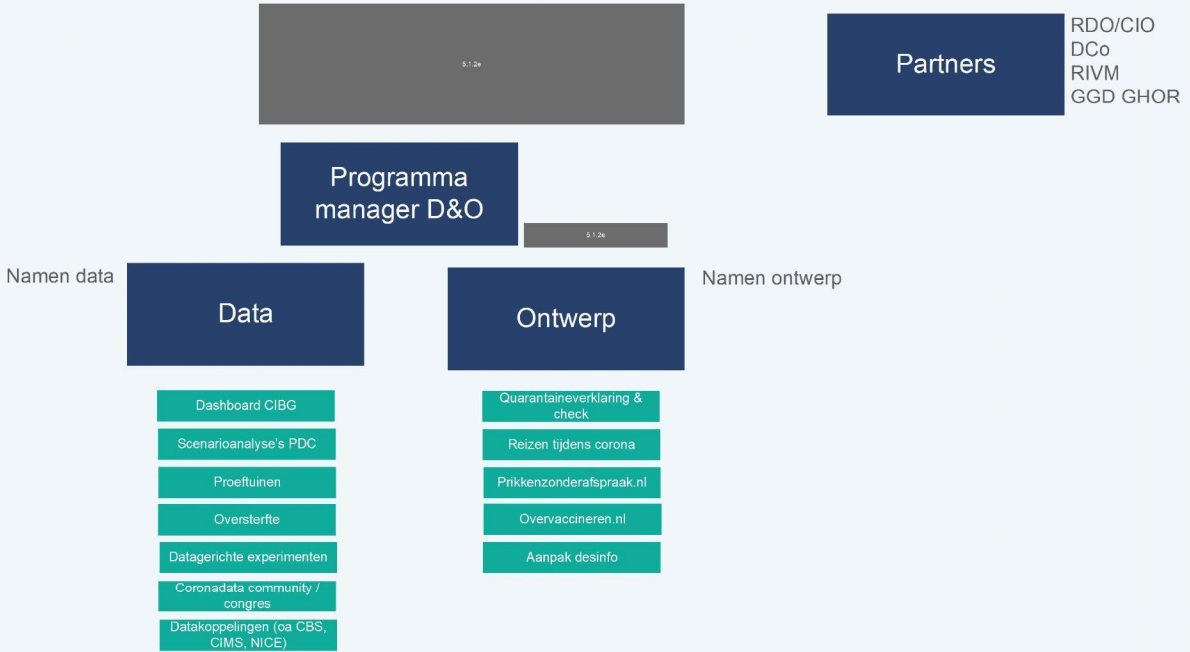 5.1.2e
Partners
RDO/CIO
DCo
RIVM
GGD GHOR
Programma
manager D&O
5.1.2e
Namen data
Data
Ontwerp
Namen ontwerp
Dashboard CIBG
Scenarioanalyse's PDC
Proeftuinen
Oversterfte
Datagerichte experimenten
Coronadata community /
congres
Datakoppelingen (oa CBS,
CIMS, NICE)
Quarantaineverklaring &
check
Reizen tijdens corona
Prikkenzonderafspraak.nl
Overvaccineren.nl
Aanpak desinfo